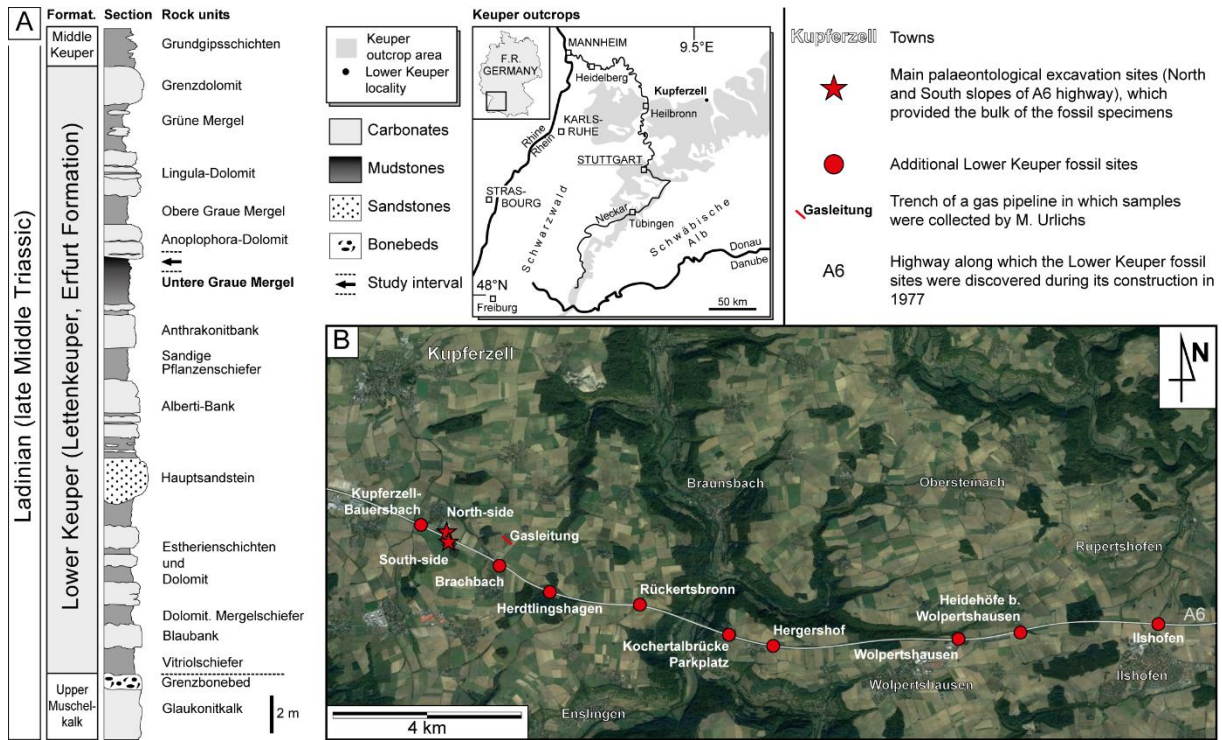 A
Ladinian (late Middle Triassic)
Format.
Section
Rock units
Middle
Keuper
Lower Keuper (Lettenkeuper, Erfurt Formation)
Upper
Muschel-
kalk
Grundgipsschichten
Grenzdolomit
Grüne Mergel
Lingula-Dolomit
Obere Graue Mergel
Anoplophora-Dolomit
Untere Graue Mergel
Anthrakonitbank
Sandige
Pflanzenschiefer
Alberti-Bank
Hauptsandstein
Estherienschichten
und
Dolomit
Dolomit. Mergelschiefer
Blaubank
Vitriolschiefer
Grenzbonebed
Glaukonitkalk
2 m
Keuper
outcrop area
Lower Keuper
locality
Carbonates
Mudstones
Sandstones
Bonebeds
Study interval
Keuper outcrops
F.R.
GERMANY
MANNHEIM
9.5°E
Heidelberg
Kupferzell
Heilbronn
KARLS-
RUHE
Rhine
Rhein
STUTTGART
STRAS-
BOURG
Schwarzwald
Neckar
Tübingen
Schwäbische
Alb
Donau
Danube
48°N
Freiburg
50 km
Kupferzell
Towns
Main palaeontological excavation sites (North
and South slopes of A6 highway), which
provided the bulk of the fossil specimens
Additional Lower Keuper fossil sites
Gasleitung
Trench of a gas pipeline in which samples
were collected by M. Urlichs
A6
Highway along which the Lower Keuper fossil
sites were discovered during its construction in
1977
B
Kupferzell
N
Kupferzell-
Bauersbach
North-side
South-side
Gasleitung
Brachbach
Herdtlingshagen
Rückertsbronn
Braunsbach
Obersteinach
Rupertshofen
Kochertalbrücke
Parkplatz
Hergershof
Wolpertshausen
Wolpertshausen
Heidehöfe b.
Wolpertshausen
A6
Ilshofen
Ilshofen
Enslingen
4 km